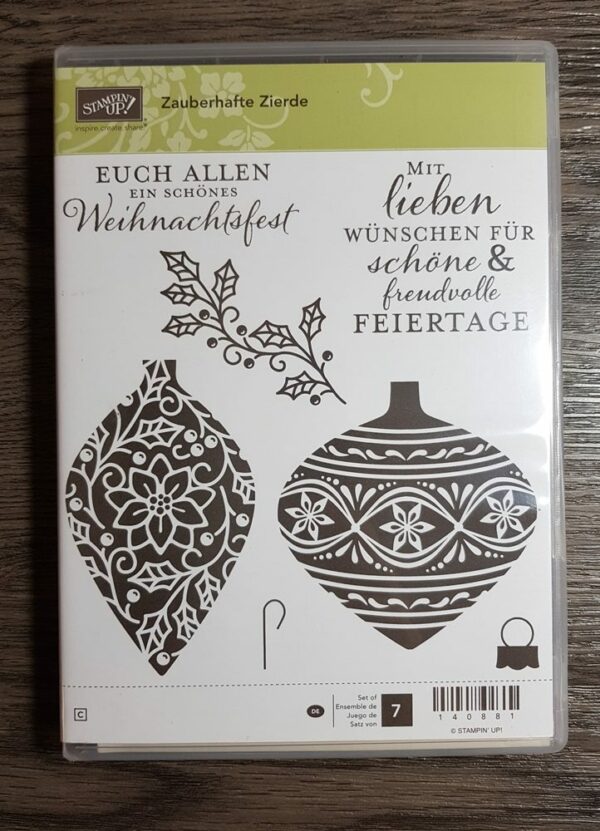 STAMPIN' UP!®
inspire.create.share®
Zauberhafte Zierde
EUCH ALLEN
EIN SCHÖNES
Weihnachtsfest
MIT
lieben
WÜNSCHEN FÜR
schöne &
freudvolle
FEIERTAGE
C
DE
Set of
Ensemble de
Juego de
Satz von
7
140881
© STAMPIN' UP!